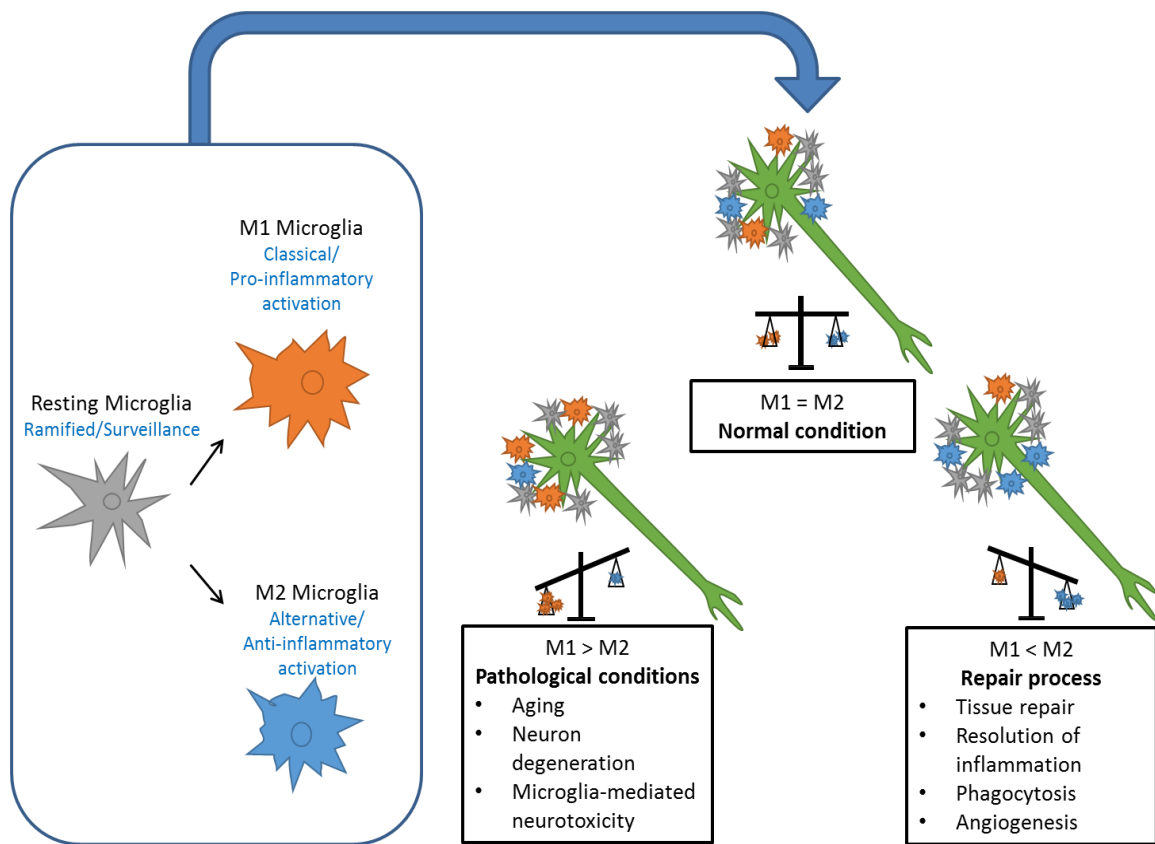 M1 Microglia
Classical/
Pro-inflammatory
activation
Resting Microglia
Ramified/Surveillance
M2 Microglia
Alternative/
Anti-inflammatory
activation
M1 = M2
Normal condition
M1 > M2
Pathological conditions
• Aging
• Neuron
degeneration
• Microglia-mediated
neurotoxicity
M1 < M2
Repair process
• Tissue repair
• Resolution of
inflammation
• Phagocytosis
• Angiogenesis